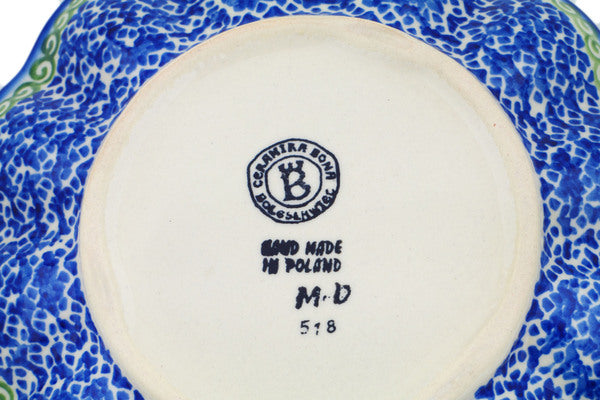 CERAMIKA BONA
B
BOLESŁAWIEC
HAND MADE
IN POLAND
M.D
518